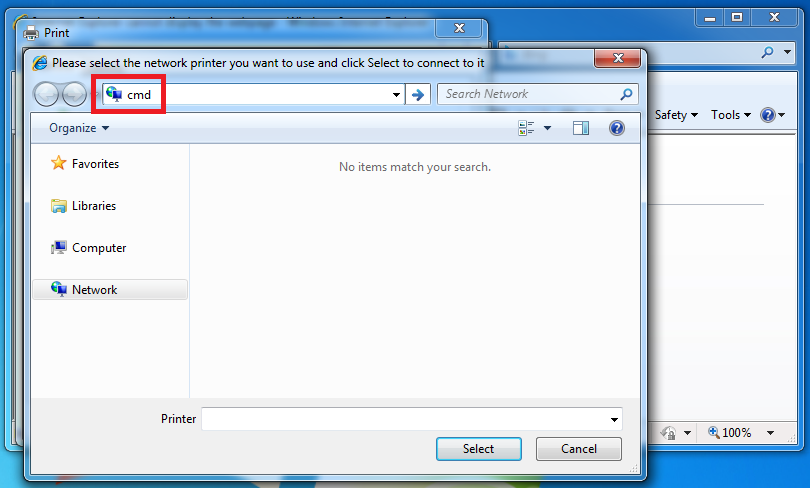 Print
Please select the network printer you want to use and click Select to connect to it
cmd
Search Network
Safety
Tools
Organize
Favorites
No items match your search.
Libraries
Computer
Network
Printer
100%
Select
Cancel